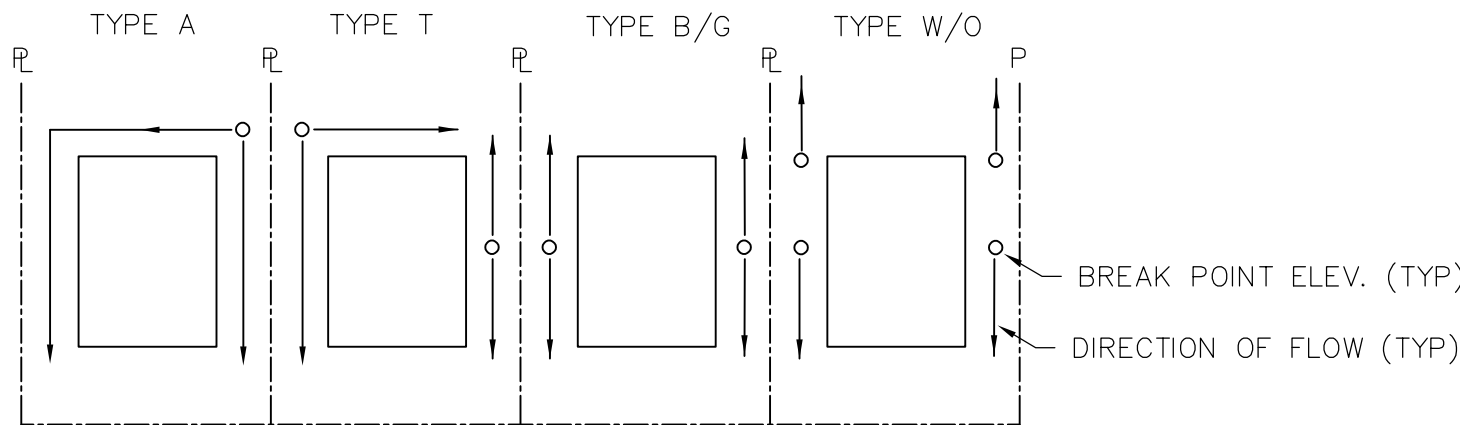 TYPE A
TYPE T
TYPE B/G
TYPE W/O
PL
PL
PL
PL
P
BREAK POINT ELEV. (TYP)
DIRECTION OF FLOW (TYP)